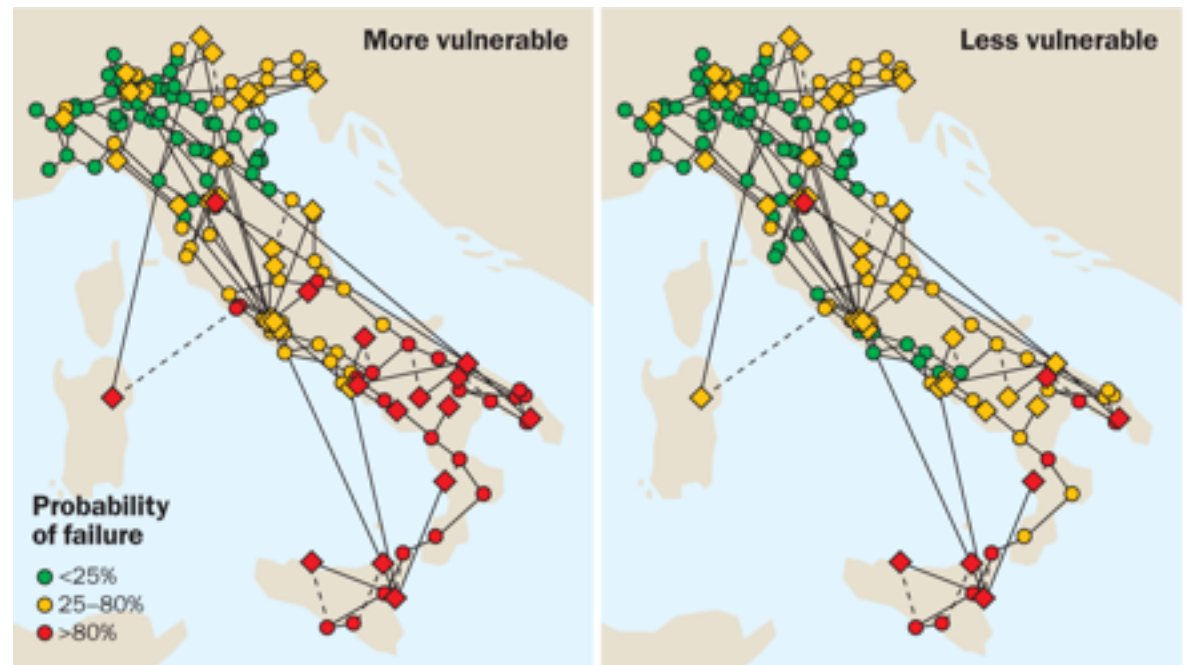 More vulnerable
Less vulnerable
Probability
of failure
<25%
25–80%
>80%